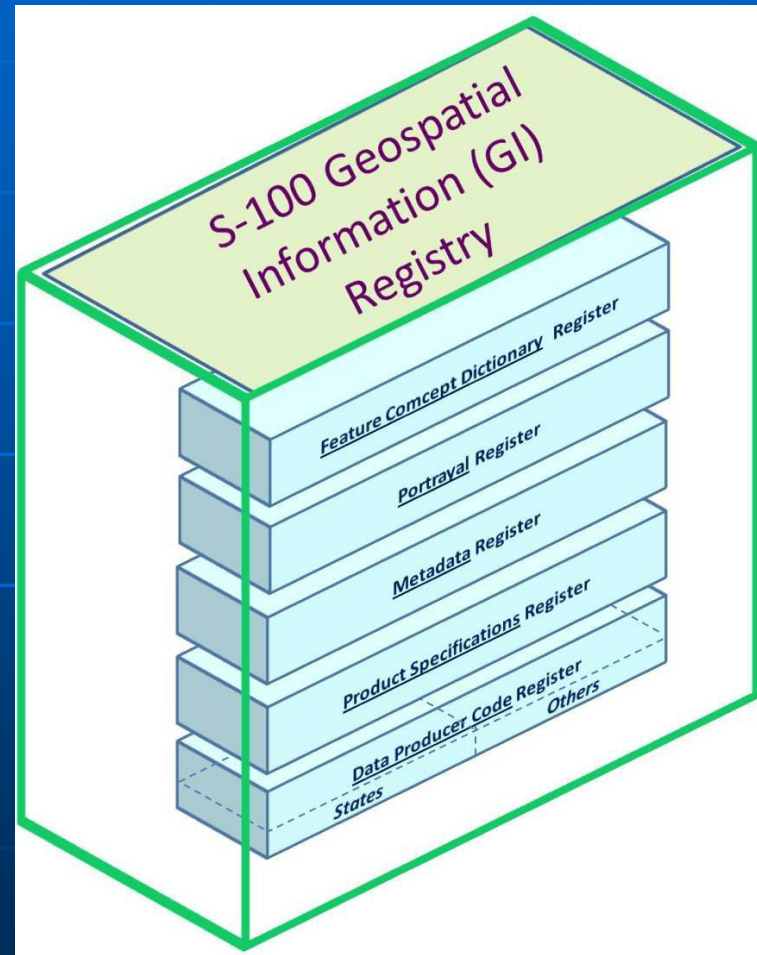 S-100 Geospatial
Information (GI)
Registry
Feature Comcept Dictionary Register
Portrayal Register
Metadata Register
Product Specifications Register
Data Producer Code Register
States
Others